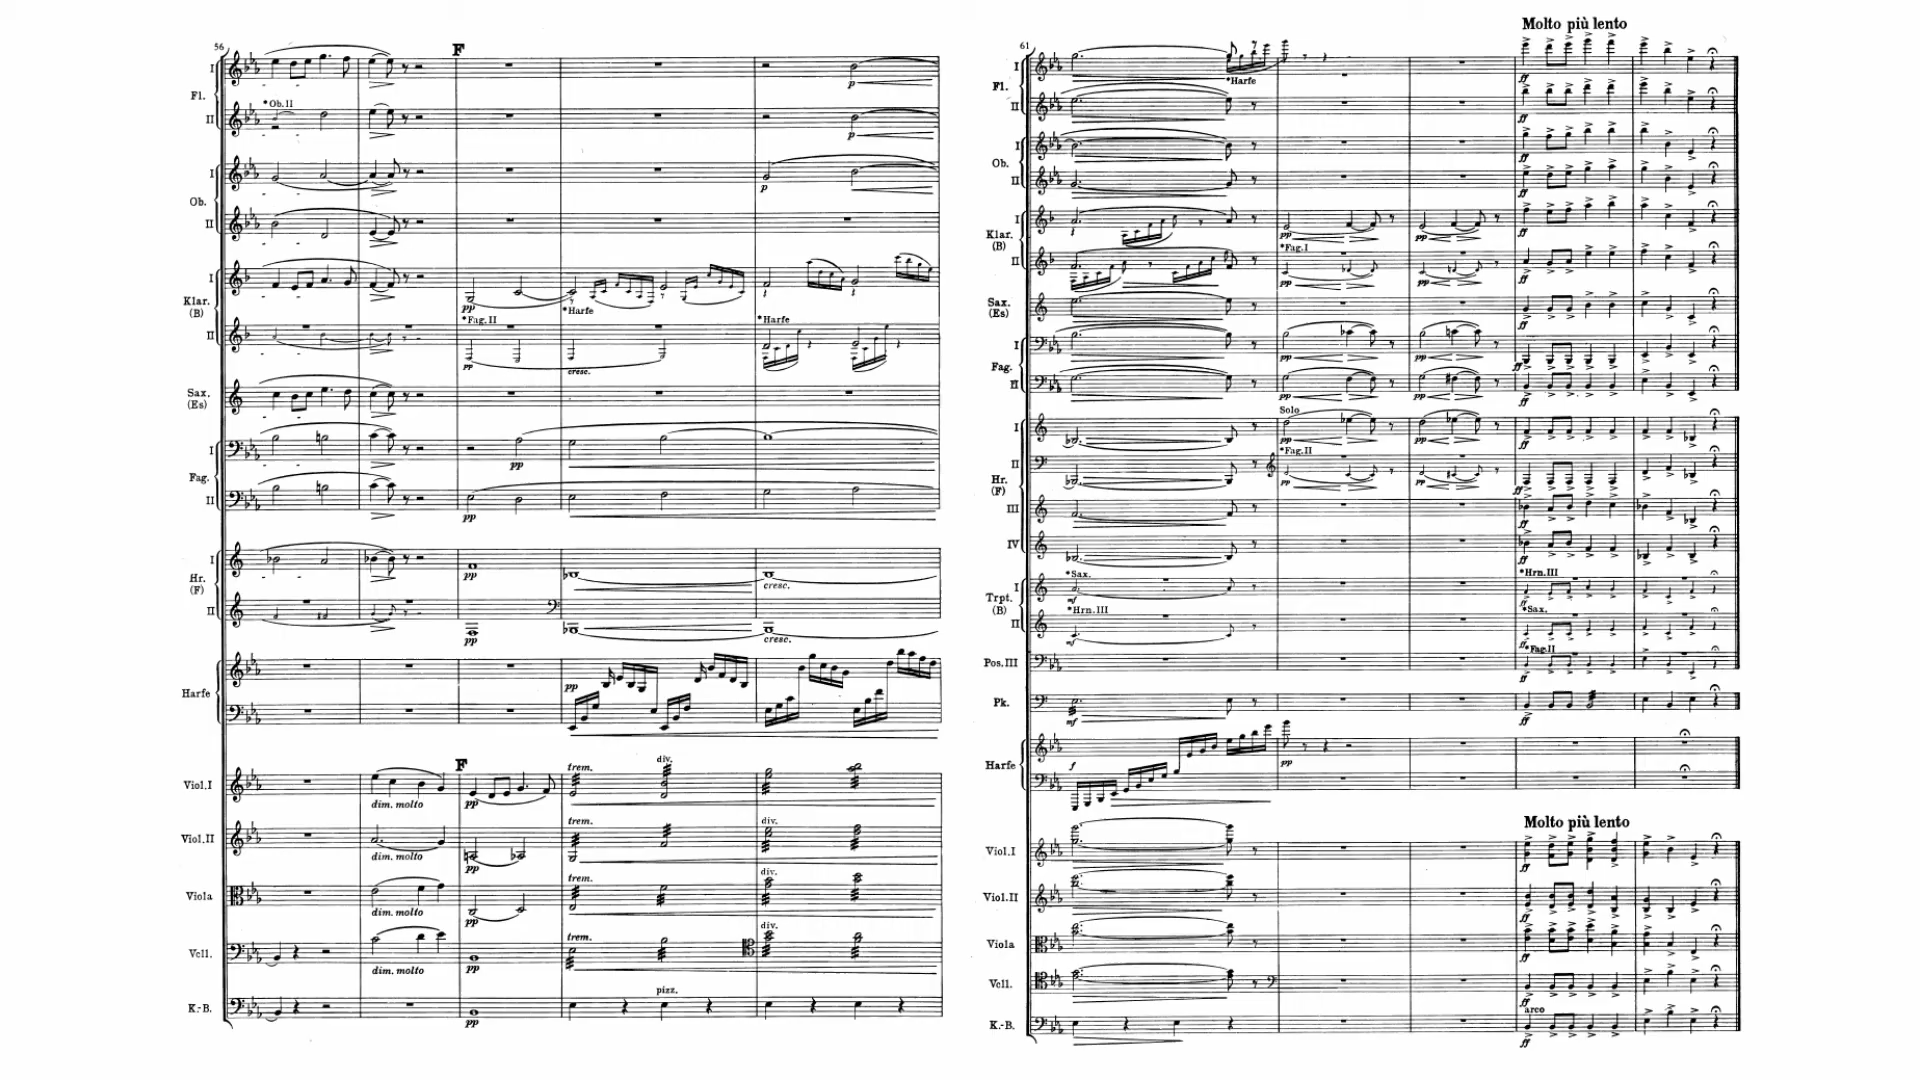 56
F
I
Fl.
*Ob. II
II
I
Ob.
II
I
Klar.
(B)
II
Sax.
(Es)
I
Fag.
II
I
Hr.
(F)
II
Harfe
p
p
p
pp
*Harfe
*Fag. II
*Harfe
pp
cresc.
pp
pp
pp
cresc.
pp
cresc.
pp
F
Viol. I
dim. molto
pp
trem.
div.
Viol. II
dim. molto
pp
trem.
div.
Viola
dim. molto
pp
trem.
div.
Vcll.
dim. molto
pp
trem.
div.
K.-B.
pp
pizz.
61
Molto più lento
I
Fl.
*Harfe
ff
II
ff
I
Ob.
ff
II
ff
I
Klar.
(B)
pp
pp
ff
*Fag. I
II
pp
pp
ff
Sax.
(Es)
ff
I
Fag.
pp
pp
ff
II
pp
pp
ff
Solo
I
pp
pp
ff
*Fag. II
II
Hr.
(F)
pp
pp
ff
III
ff
IV
ff
*Sax.
*Hrn. III
I
Trpt.
(B)
mf
ff
*Hrn. III
*Sax.
II
mf
ff
*Fag. II
Pos. III
ff
Pk.
mf
ff
Harfe
f
pp
Molto più lento
Viol. I
ff
Viol. II
ff
Viola
ff
Vcll.
ff
arco
K.-B.
ff